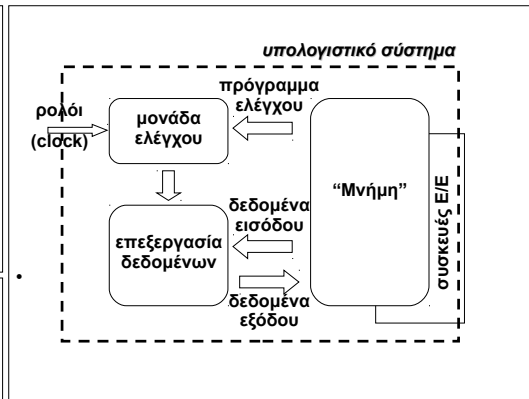 υπολογιστικό σύστημα
πρόγραμμα
ελέγχου
ρολόι
(clock)
μονάδα
ελέγχου
“Μνήμη”
συσκευές Ε/Ε
δεδομένα
εισόδου
επεξεργασία
δεδομένων
δεδομένα
εξόδου